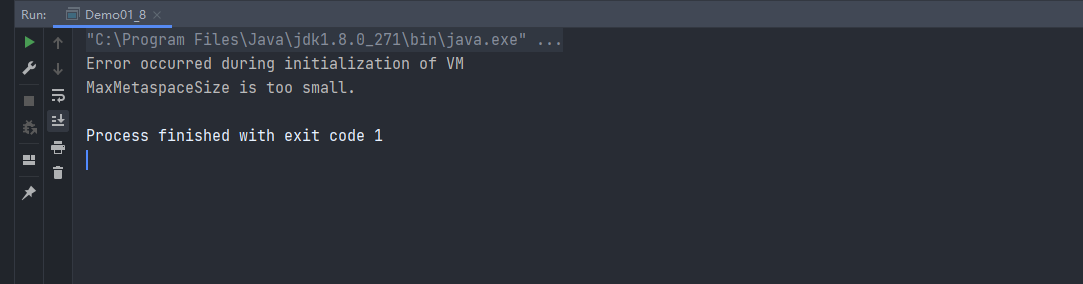 Run: Demo01_8
"C:\Program Files\Java\jdk1.8.0_271\bin\java.exe" ...
Error occurred during initialization of VM
MaxMetaspaceSize is too small.
Process finished with exit code 1